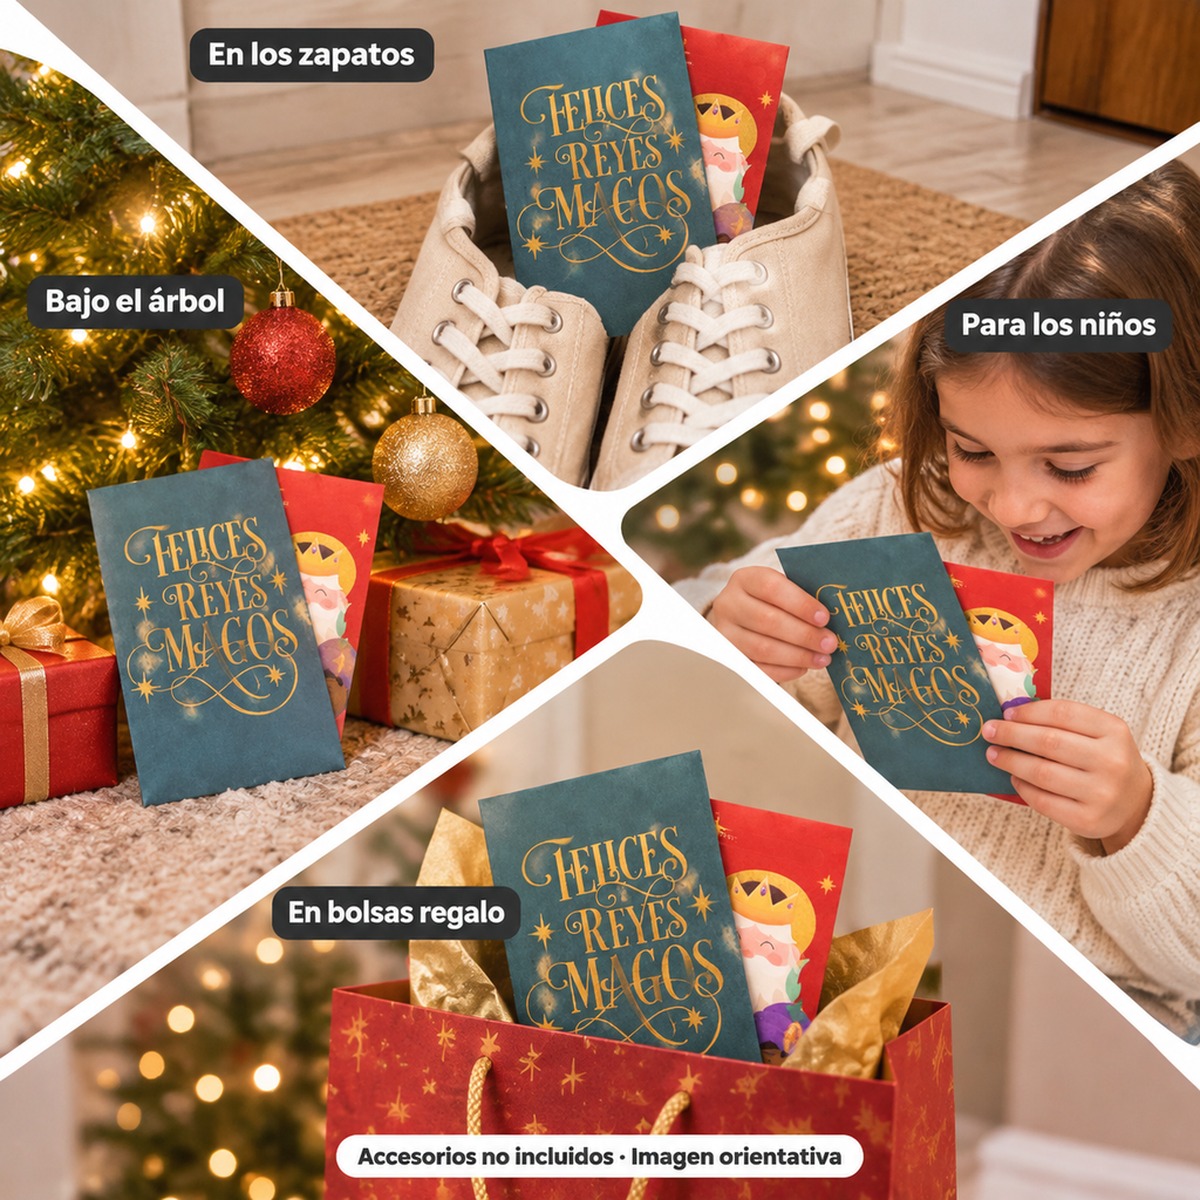 En los zapatos
FELICES
REYES
MAGOS
Bajo el árbol
FELICES
REYES
MAGOS
Para los niños
FELICES
REYES
MAGOS
En bolsas regalo
FELICES
REYES
MAGOS
Accesorios no incluidos · Imagen orientativa